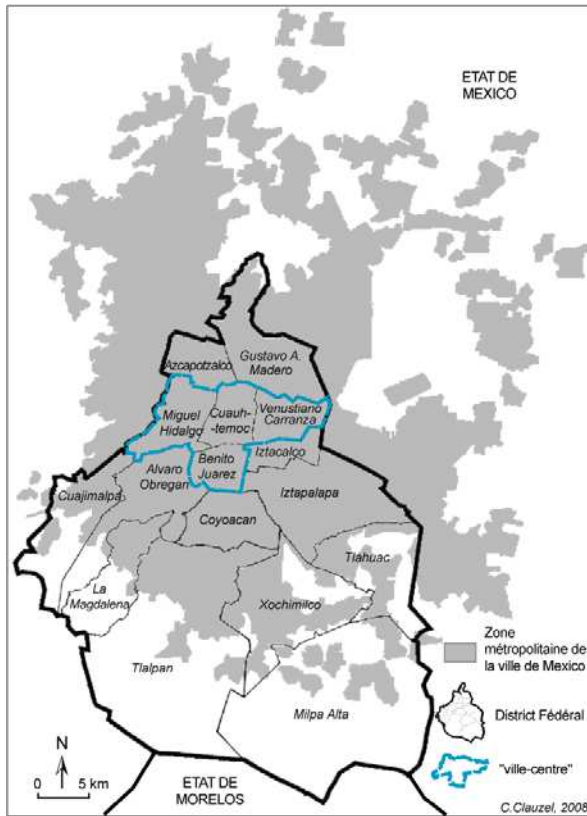 ETAT DE
MEXICO
Gustavo A.
Madero
Azcapotzalco
Miguel
Hidalgo
Cuauh-
-temoc
Venustiano
Carranza
Iztacalco
Benito
Juarez
Alvaro
Obregan
Cuajimalpa
Iztapalapa
Coyoacan
Tlahuac
La
Magdalena
Xochimilco
Tlalpan
Milpa Alta
Zone
métropolitaine de
la ville de Mexico
District Fédéral
"ville-centre"
N
0 5 km
ETAT DE
MORELOS
C.Clauzel, 2008